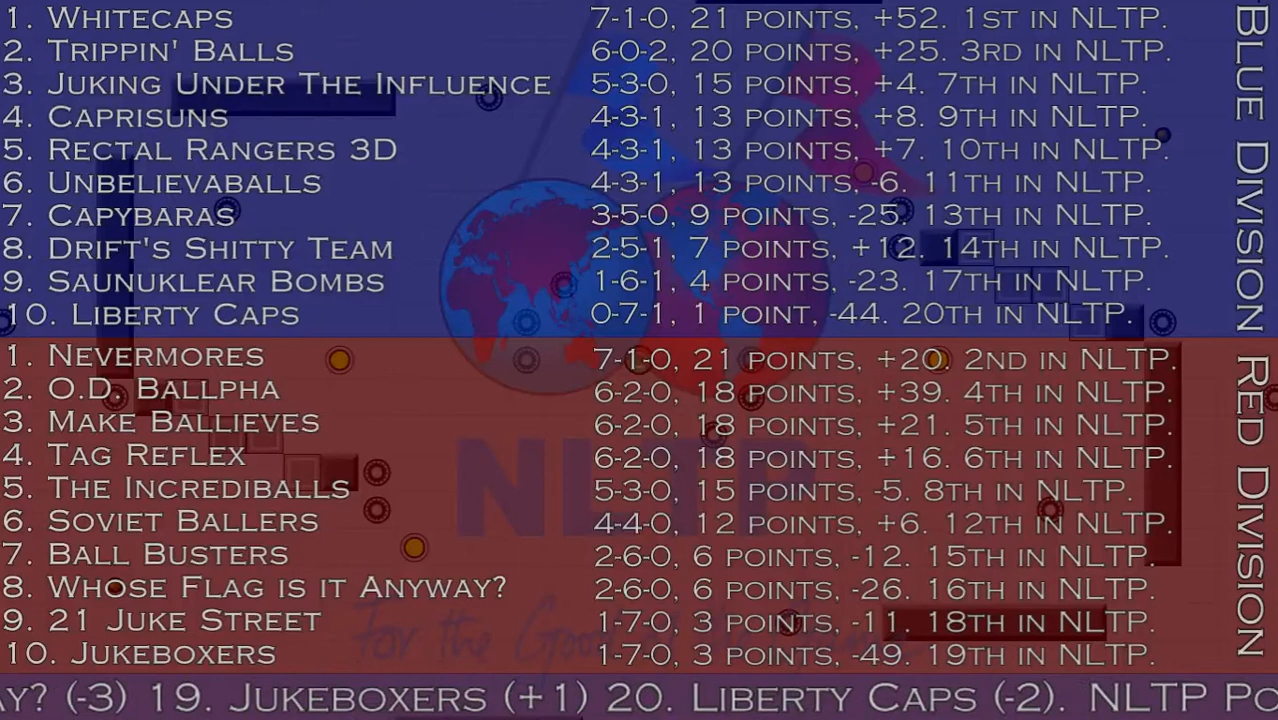 1. Whitecaps 7-1-0, 21 points, +52. 1st in NLTP.
2. Trippin' Balls 6-0-2, 20 points, +25. 3rd in NLTP.
3. Juking Under The Influence 5-3-0, 15 points, +4. 7th in NLTP.
4. Caprisuns 4-3-1, 13 points, +8. 9th in NLTP.
5. Rectal Rangers 3D 4-3-1, 13 points, +7. 10th in NLTP.
6. Unbelievaballs 4-3-1, 13 points, -6. 11th in NLTP.
7. Capybaras 3-5-0, 9 points, -25. 13th in NLTP.
8. Drift's Shitty Team 2-5-1, 7 points, +12. 14th in NLTP.
9. Saunuklear Bombs 1-6-1, 4 points, -23. 17th in NLTP.
10. Liberty Caps 0-7-1, 1 point, -44. 20th in NLTP.
Blue Division
1. Nevermores 7-1-0, 21 points, +20. 2nd in NLTP.
2. O.D. Ballpha 6-2-0, 18 points, +39. 4th in NLTP.
3. Make Ballieves 6-2-0, 18 points, +21. 5th in NLTP.
4. Tag Reflex 6-2-0, 18 points, +16. 6th in NLTP.
5. The Incrediballs 5-3-0, 15 points, -5. 8th in NLTP.
6. Soviet Ballers 4-4-0, 12 points, +6. 12th in NLTP.
7. Ball Busters 2-6-0, 6 points, -12. 15th in NLTP.
8. Whose Flag is it Anyway? 2-6-0, 6 points, -26. 16th in NLTP.
9. 21 Juke Street 1-7-0, 3 points, -11. 18th in NLTP.
10. Jukeboxers 1-7-0, 3 points, -49. 19th in NLTP.
Red Division
NLTP
For the Good of the Game
ay? (-3) 19. Jukeboxers (+1) 20. Liberty Caps (-2). NLTP Po